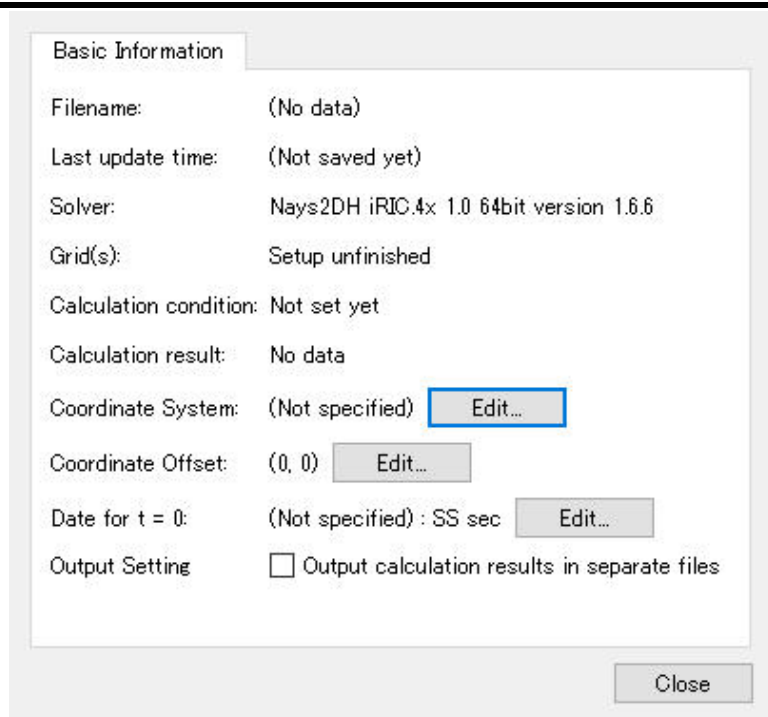 Basic Information
Filename: (No data)
Last update time: (Not saved yet)
Solver: Nays2DH iRIC.4x 1.0 64bit version 1.6.6
Grid(s): Setup unfinished
Calculation condition: Not set yet
Calculation result: No data
Coordinate System: (Not specified) Edit...
Coordinate Offset: (0, 0) Edit...
Date for t = 0: (Not specified) : SS sec Edit...
Output Setting Output calculation results in separate files
Close